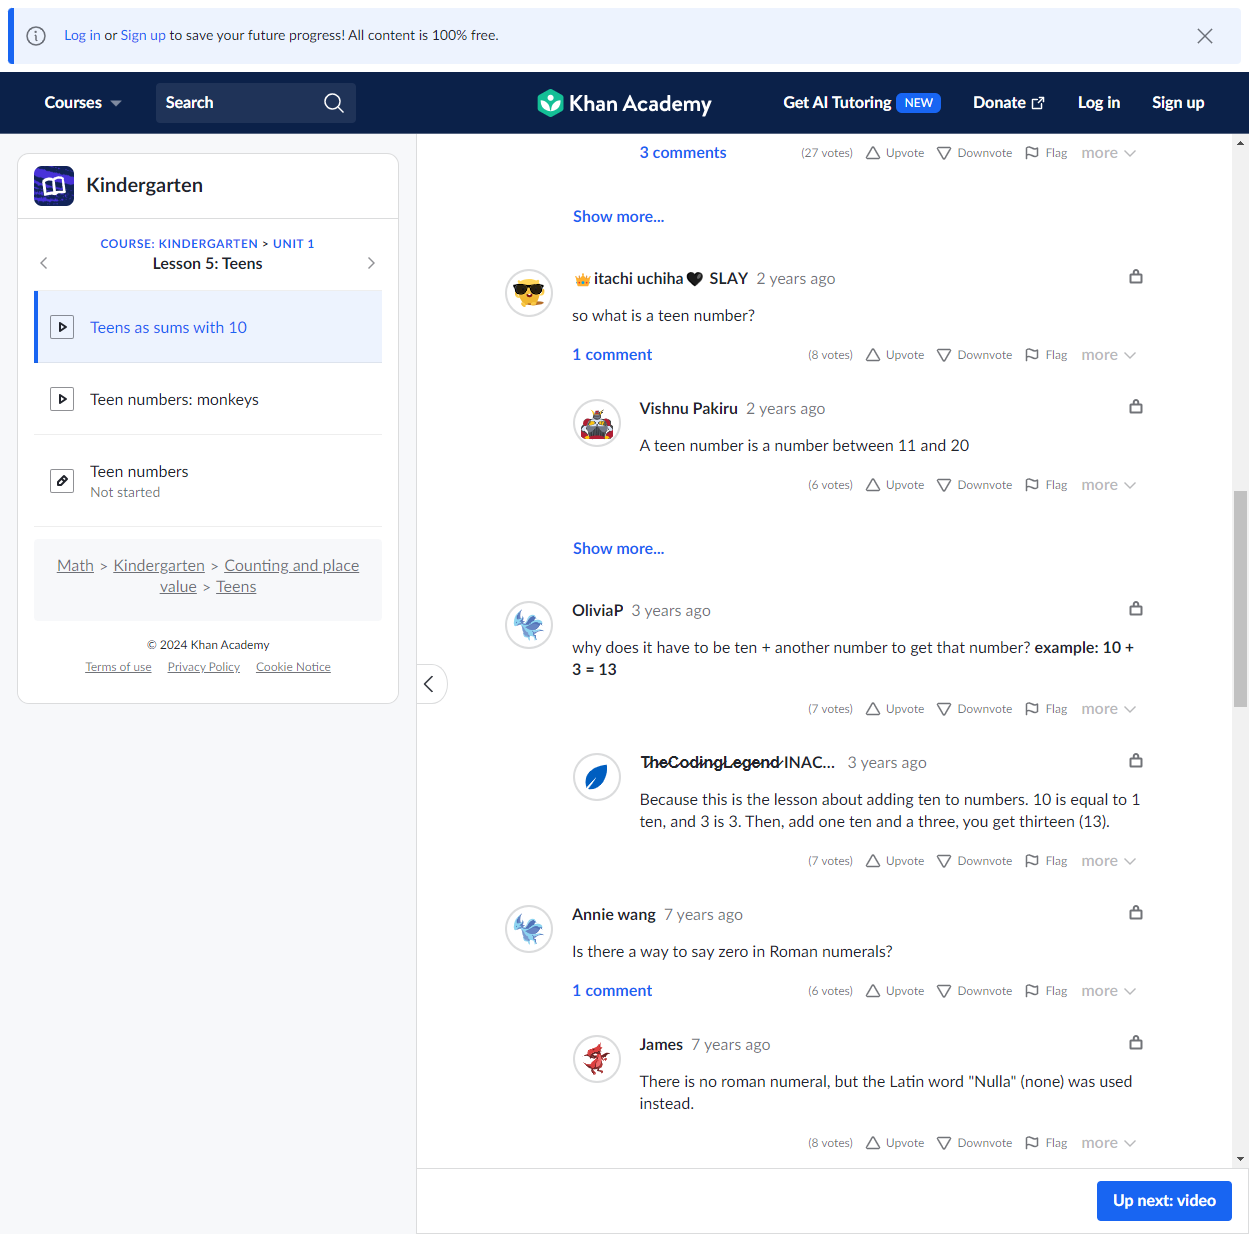 Log in or Sign up to save your future progress! All content is 100% free.
Courses
Search
Khan Academy
Get AI Tutoring NEW
Donate
Log in
Sign up
Kindergarten
COURSE: KINDERGARTEN > UNIT 1
Lesson 5: Teens
Teens as sums with 10
Teen numbers: monkeys
Teen numbers
Not started
Math > Kindergarten > Counting and place
value > Teens
© 2024 Khan Academy
Terms of use Privacy Policy Cookie Notice
3 comments (27 votes) Upvote Downvote Flag more
Show more...
👑itachi uchiha🖤 SLAY 2 years ago
so what is a teen number?
1 comment (8 votes) Upvote Downvote Flag more
Vishnu Pakiru 2 years ago
A teen number is a number between 11 and 20
(6 votes) Upvote Downvote Flag more
Show more...
OliviaP 3 years ago
why does it have to be ten + another number to get that number? example: 10 +
3 = 13
(7 votes) Upvote Downvote Flag more
T̷h̷e̷C̷o̷d̷i̷n̷g̷L̷e̷g̷e̷n̷d̷ INAC... 3 years ago
Because this is the lesson about adding ten to numbers. 10 is equal to 1
ten, and 3 is 3. Then, add one ten and a three, you get thirteen (13).
(7 votes) Upvote Downvote Flag more
Annie wang 7 years ago
Is there a way to say zero in Roman numerals?
1 comment (6 votes) Upvote Downvote Flag more
James 7 years ago
There is no roman numeral, but the Latin word "Nulla" (none) was used
instead.
(8 votes) Upvote Downvote Flag more
Up next: video